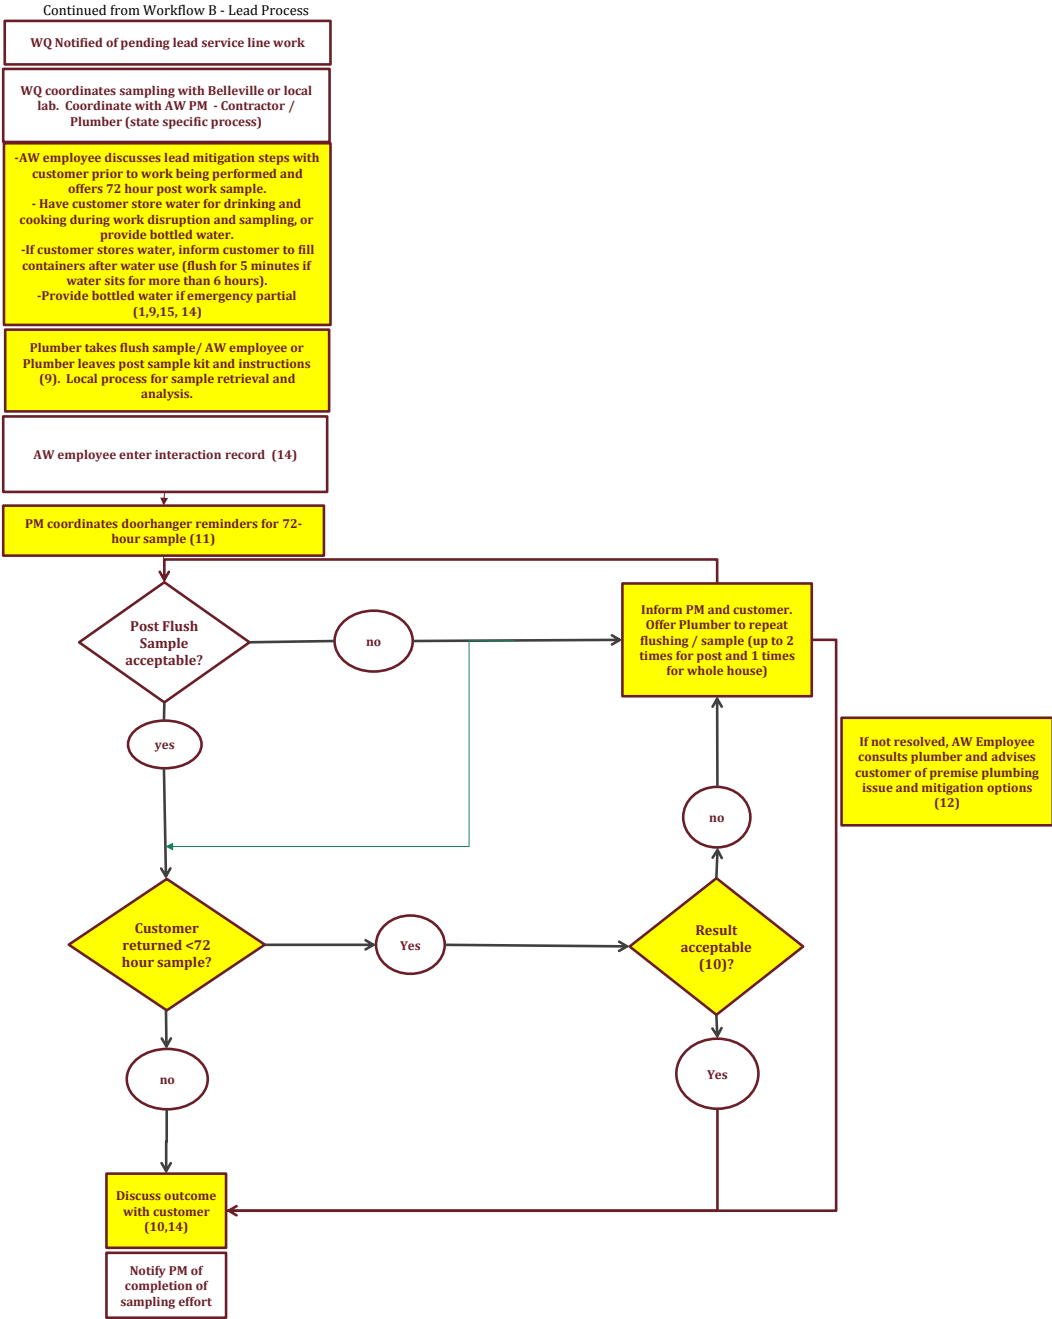 Continued from Workflow B - Lead Process
WQ Notified of pending lead service line work
WQ coordinates sampling with Belleville or local
lab.  Coordinate with AW PM  - Contractor /
Plumber (state specific process)
-AW employee discusses lead mitigation steps with
customer prior to work being performed and
offers 72 hour post work sample.
- Have customer store water for drinking and
cooking during work disruption and sampling, or
provide bottled water.
-If customer stores water, inform customer to fill
containers after water use (flush for 5 minutes if
water sits for more than 6 hours).
-Provide bottled water if emergency partial
(1,9,15, 14)
Plumber takes flush sample/ AW employee or
Plumber leaves post sample kit and instructions
(9).  Local process for sample retrieval and
analysis.
AW employee enter interaction record  (14)
PM coordinates doorhanger reminders for 72-
hour sample (11)
Post Flush
Sample
acceptable?
no
Inform PM and customer.
Offer Plumber to repeat
flushing / sample (up to 2
times for post and 1 times
for whole house)
yes
If not resolved, AW Employee
consults plumber and advises
customer of premise plumbing
issue and mitigation options
(12)
no
Customer
returned <72
hour sample?
Yes
Result
acceptable
(10)?
no
Yes
Discuss outcome
with customer
(10,14)
Notify PM of
completion of
sampling effort